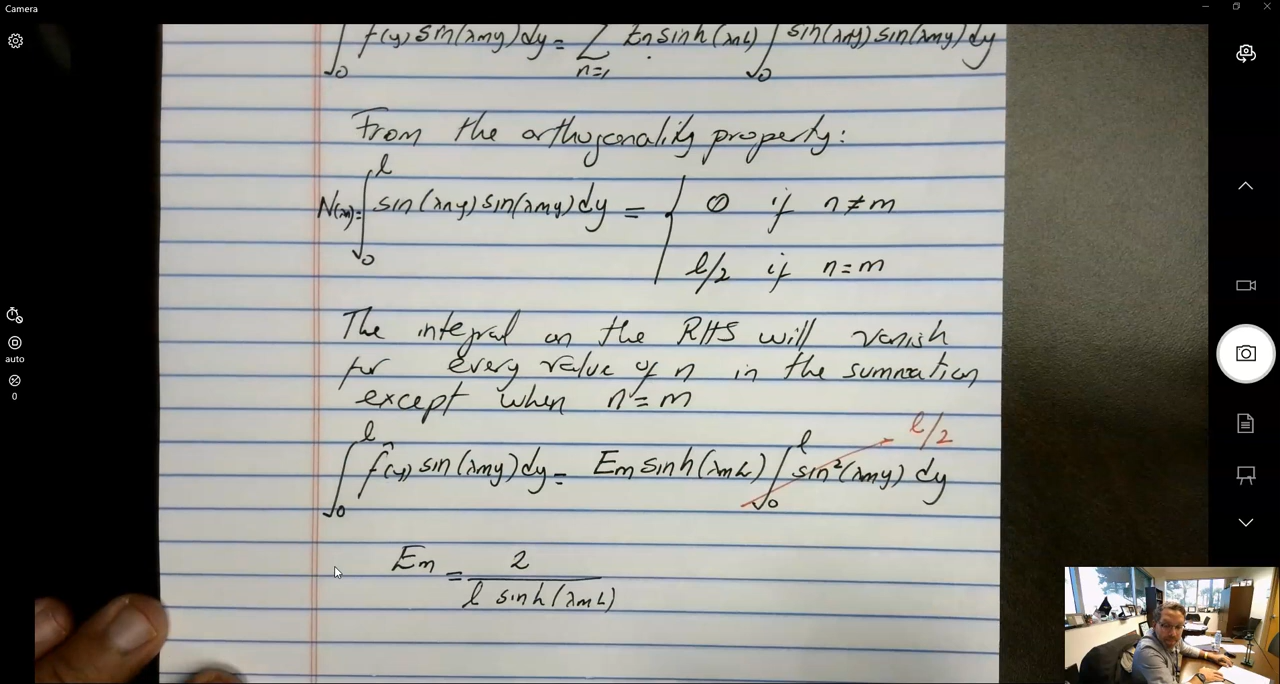 Camera
∫₀ f(y) sin(λmy) dy = Σ n=1 En sinh(λnL) ∫₀ sin(λny) sin(λmy) dy
From the orthogonality property:
N(λn) = ∫₀^l sin(λny) sin(λmy) dy = { 0 if n ≠ m
l/2 if n = m
The integral on the RHS will vanish
for every value of n in the summation
except when n = m
l/2
∫₀^l f̂(y) sin(λmy) dy = Em sinh(λmL) ∫₀^l sin²(λmy) dy
Em = 2 / l sinh(λmL)
auto
0